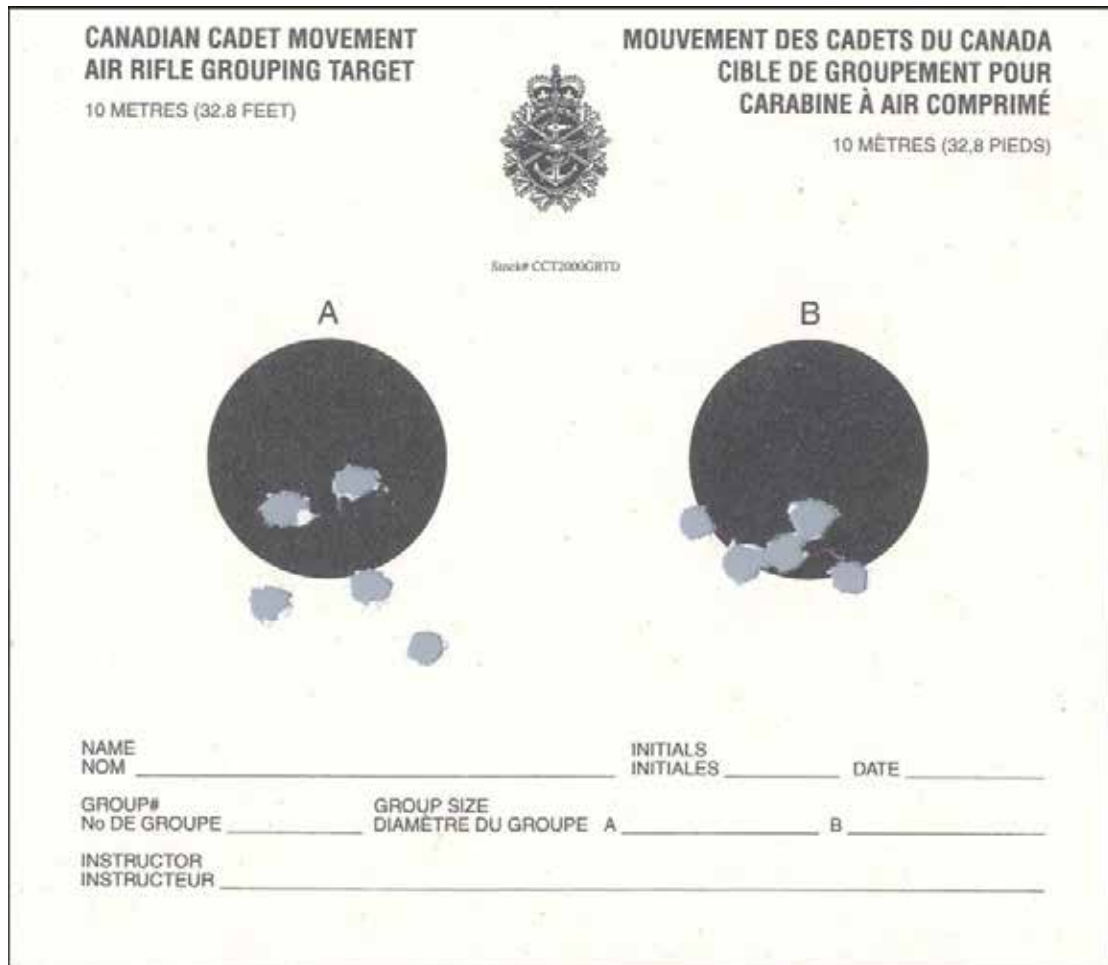 CANADIAN CADET MOVEMENT
AIR RIFLE GROUPING TARGET
10 METRES (32.8 FEET)
MOUVEMENT DES CADETS DU CANADA
CIBLE DE GROUPEMENT POUR
CARABINE À AIR COMPRIMÉ
10 MÈTRES (32,8 PIEDS)
Stock# CCT2000GRTD
A
B
NAME
NOM
INITIALS
INITIALES
DATE
GROUP#
No DE GROUPE
GROUP SIZE
DIAMÈTRE DU GROUPE A
B
INSTRUCTOR
INSTRUCTEUR